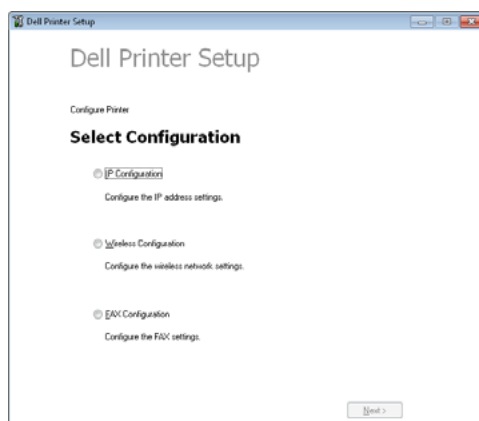 Dell Printer Setup
Dell Printer Setup
Configure Printer
Select Configuration
IP Configuration
Configure the IP address settings.
Wireless Configuration
Configure the wireless network settings.
FAX Configuration
Configure the FAX settings.
Next >